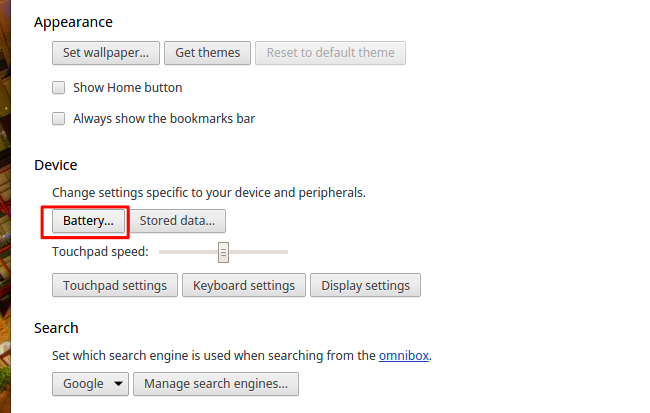 Appearance
Set wallpaper... Get themes Reset to default theme
Show Home button
Always show the bookmarks bar
Device
Change settings specific to your device and peripherals.
Battery... Stored data...
Touchpad speed:
Touchpad settings Keyboard settings Display settings
Search
Set which search engine is used when searching from the omnibox.
Google Manage search engines...